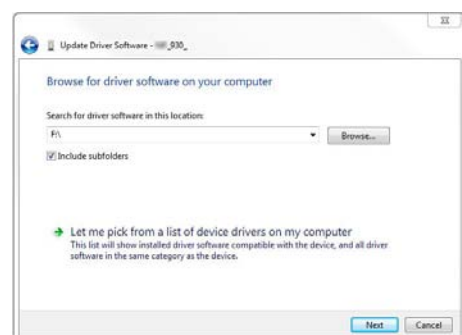 Update Driver Software - _930_
Browse for driver software on your computer
Search for driver software in this location:
F:\
Browse...
Include subfolders
Let me pick from a list of device drivers on my computer
This list will show installed driver software compatible with the device, and all driver
software in the same category as the device.
Next
Cancel